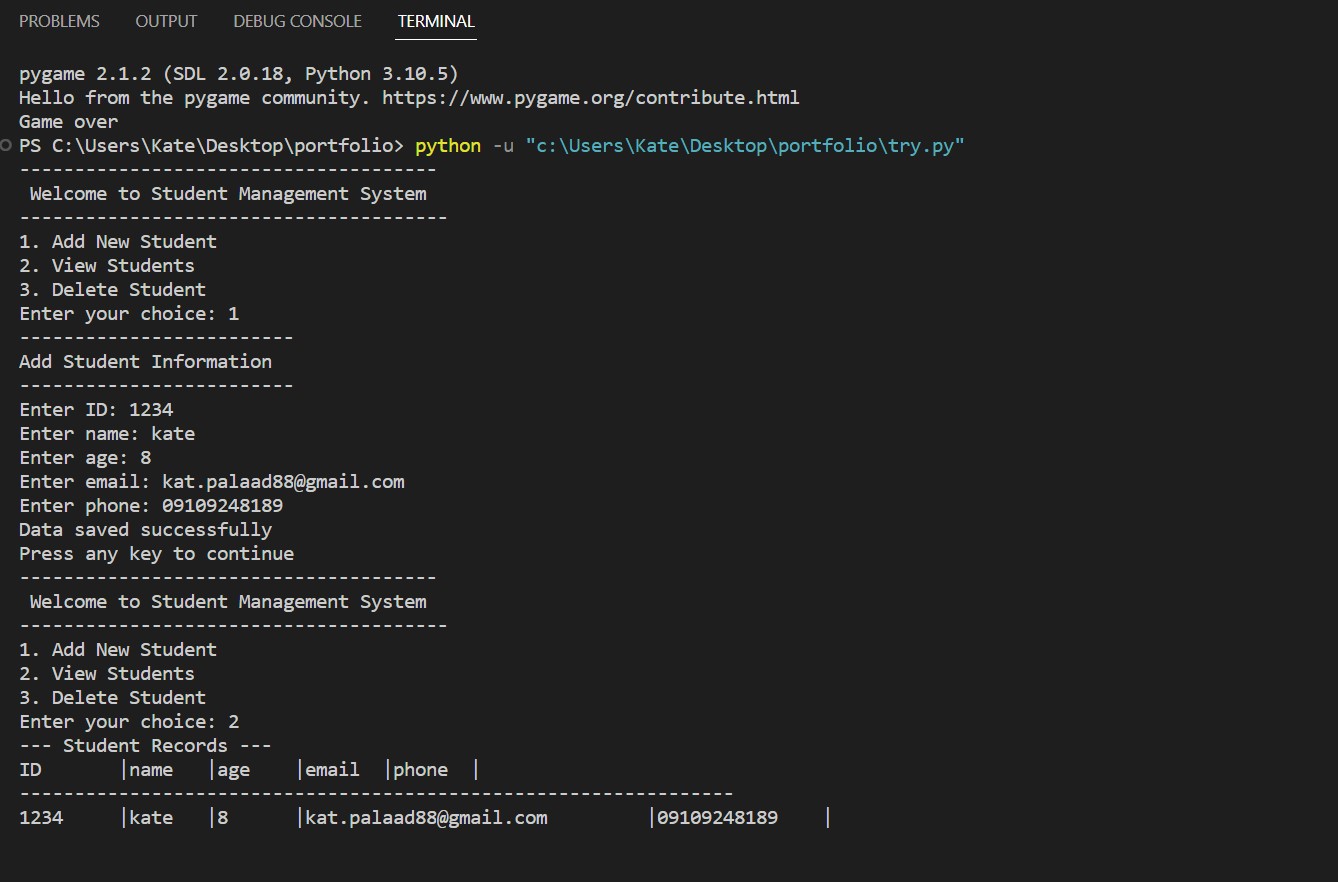 PROBLEMS OUTPUT DEBUG CONSOLE TERMINAL
pygame 2.1.2 (SDL 2.0.18, Python 3.10.5)
Hello from the pygame community. https://www.pygame.org/contribute.html
Game over
PS C:\Users\Kate\Desktop\portfolio> python -u "c:\Users\Kate\Desktop\portfolio\try.py"
--------------------------------------
 Welcome to Student Management System
---------------------------------------
1. Add New Student
2. View Students
3. Delete Student
Enter your choice: 1
-------------------------
Add Student Information
-------------------------
Enter ID: 1234
Enter name: kate
Enter age: 8
Enter email: kat.palaad88@gmail.com
Enter phone: 09109248189
Data saved successfully
Press any key to continue
--------------------------------------
 Welcome to Student Management System
---------------------------------------
1. Add New Student
2. View Students
3. Delete Student
Enter your choice: 2
--- Student Records ---
ID       |name   |age    |email  |phone  |
-----------------------------------------------------------------
1234     |kate   |8      |kat.palaad88@gmail.com         |09109248189    |